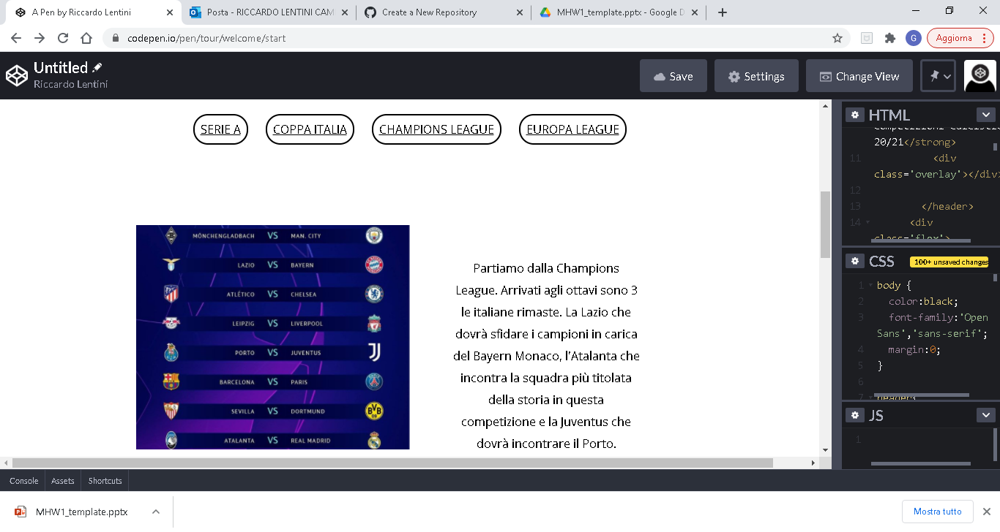 A Pen by Riccardo Lentini
Posta - RICCARDO LENTINI CAM
Create a New Repository
MHW1_template.pptx - Google D
codepen.io/pen/tour/welcome/start
G
Aggiorna
Untitled
Riccardo Lentini
Save
Settings
Change View
SERIE A
COPPA ITALIA
CHAMPIONS LEAGUE
EUROPA LEAGUE
MÖNCHENGLADBACH VS MAN. CITY
LAZIO VS BAYERN
ATLÉTICO VS CHELSEA
LEIPZIG VS LIVERPOOL
PORTO VS JUVENTUS
BARCELONA VS PARIS
SEVILLA VS DORTMUND
BVB
09
ATALANTA VS REAL MADRID
Partiamo dalla Champions
League. Arrivati agli ottavi sono 3
le italiane rimaste. La Lazio che
dovrà sfidare i campioni in carica
del Bayern Monaco, l'Atalanta che
incontra la squadra più titolata
della storia in questa
competizione e la Juventus che
dovrà incontrare il Porto.
HTML
20/21</strong>
11 <div
class='overlay'></div>
12
13 </header>
14 <div
class='flex'>
CSS
100+ unsaved changes
1 body {
2 color:black;
3 font-family:'Open
Sans','sans-serif';
4 margin:0;
5 }
6
7 header{
JS
1
Console
Assets
Shortcuts
MHW1_template.pptx
Mostra tutto